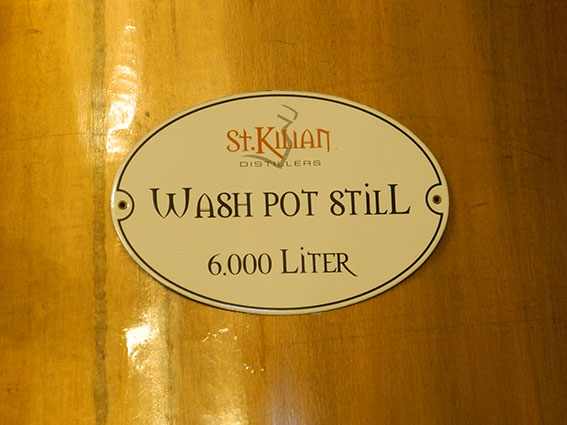 St. Kilian
DISTILLERS
WASH POT STiLL
6.000 LiTER